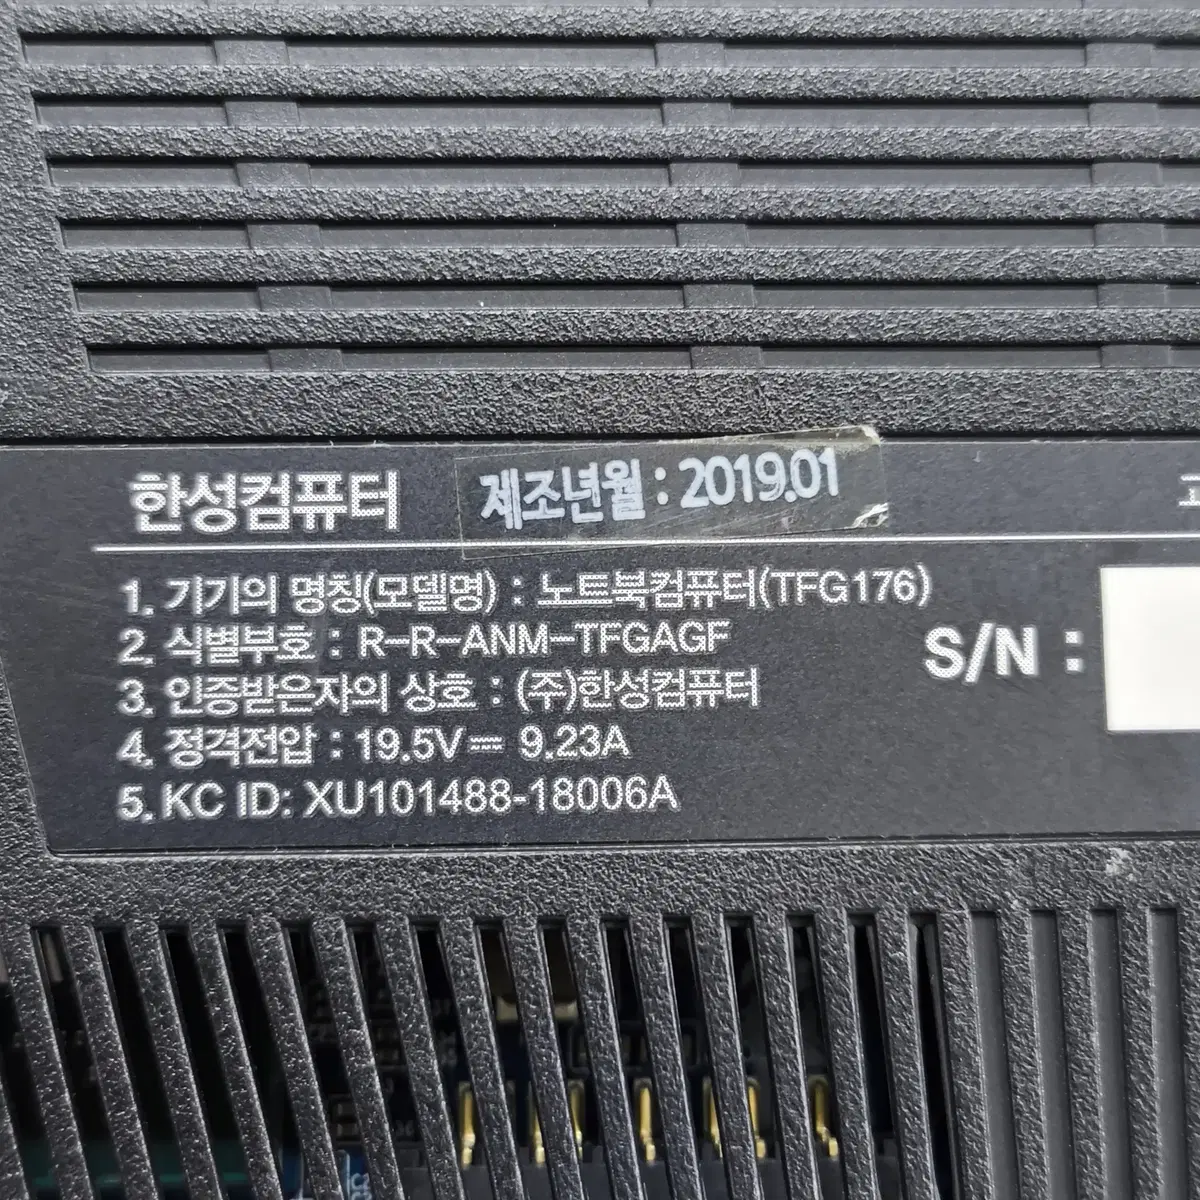 한성컴퓨터 제조년월 : 2019.01
1. 기기의 명칭(모델명) : 노트북컴퓨터(TFG176)
2. 식별부호 : R-R-ANM-TFGAGF
S/N :
3. 인증받은자의 상호 : (주)한성컴퓨터
4. 정격전압 : 19.5V⎓ 9.23A
5. KC ID: XU101488-18006A